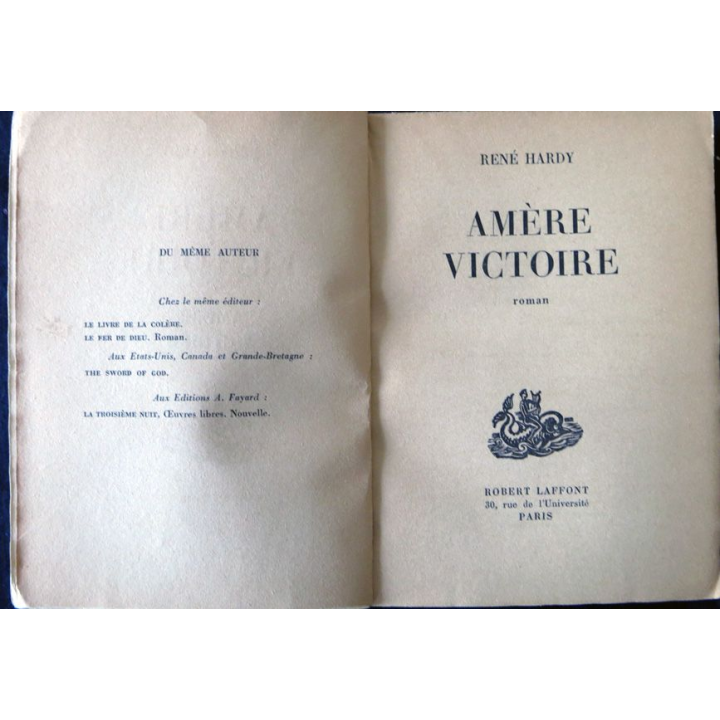 DU MÊME AUTEUR
Chez le même éditeur :
LE LIVRE DE LA COLÈRE.
LE FER DE DIEU. Roman.
Aux Etats-Unis, Canada et Grande-Bretagne :
THE SWORD OF GOD.
Aux Editions A. Fayard :
LA TROISIÈME NUIT, Œuvres libres. Nouvelle.
RENÉ HARDY
AMÈRE
VICTOIRE
roman
ROBERT LAFFONT
30, rue de l'Université
PARIS